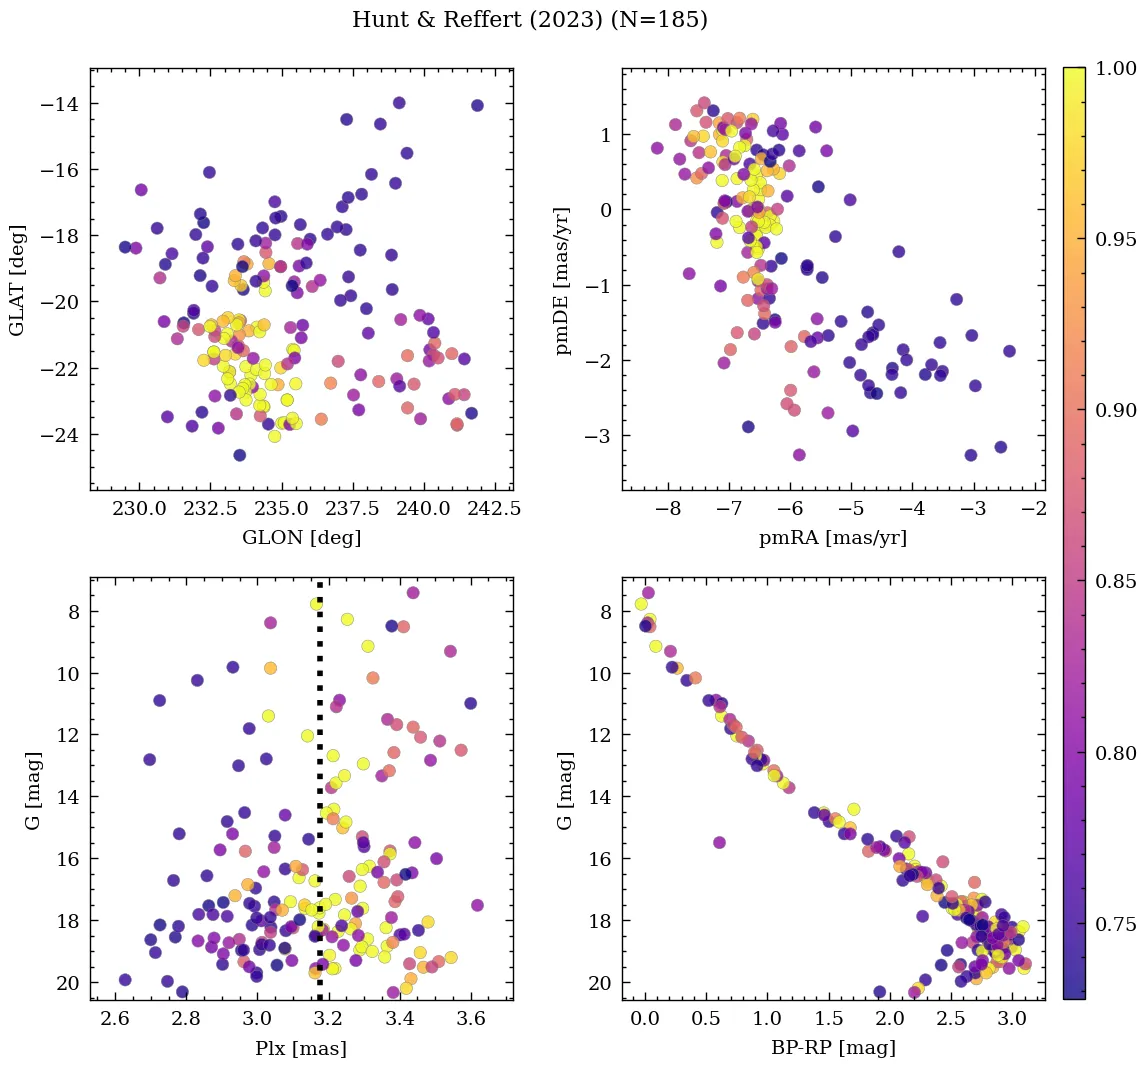 Hunt & Reffert (2023) (N=185)
−14
−16
−18
−20
−22
−24
GLAT [deg]
230.0 232.5 235.0 237.5 240.0 242.5
GLON [deg]
1
0
−1
−2
−3
pmDE [mas/yr]
−8 −7 −6 −5 −4 −3 −2
pmRA [mas/yr]
1.00
0.95
0.90
0.85
0.80
0.75
8
10
12
14
16
18
20
G [mag]
2.6 2.8 3.0 3.2 3.4 3.6
Plx [mas]
8
10
12
14
16
18
20
G [mag]
0.0 0.5 1.0 1.5 2.0 2.5 3.0
BP-RP [mag]